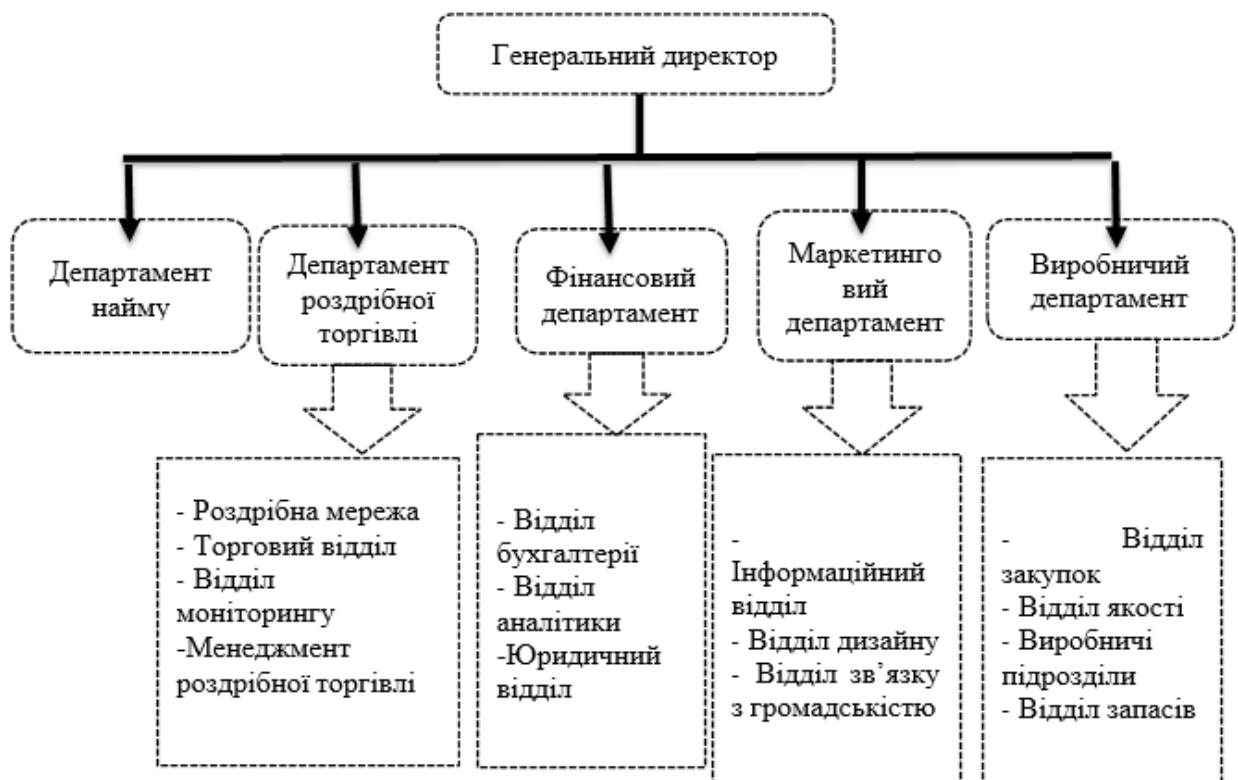 Генеральний директор
Департамент
найму
Департамент
роздрібної
торгівлі
Фінансовий
департамент
Маркетинго
вий
департамент
Виробничий
департамент
- Роздрібна мережа
- Торговий відділ
- Відділ
моніторингу
-Менеджмент
роздрібної торгівлі
- Відділ
бухгалтерії
- Відділ
аналітики
-Юридичний
відділ
-
Інформаційний
відділ
- Відділ дизайну
- Відділ зв’язку
з громадськістю
- Відділ
закупок
- Відділ якості
- Виробничі
підрозділи
- Відділ запасів